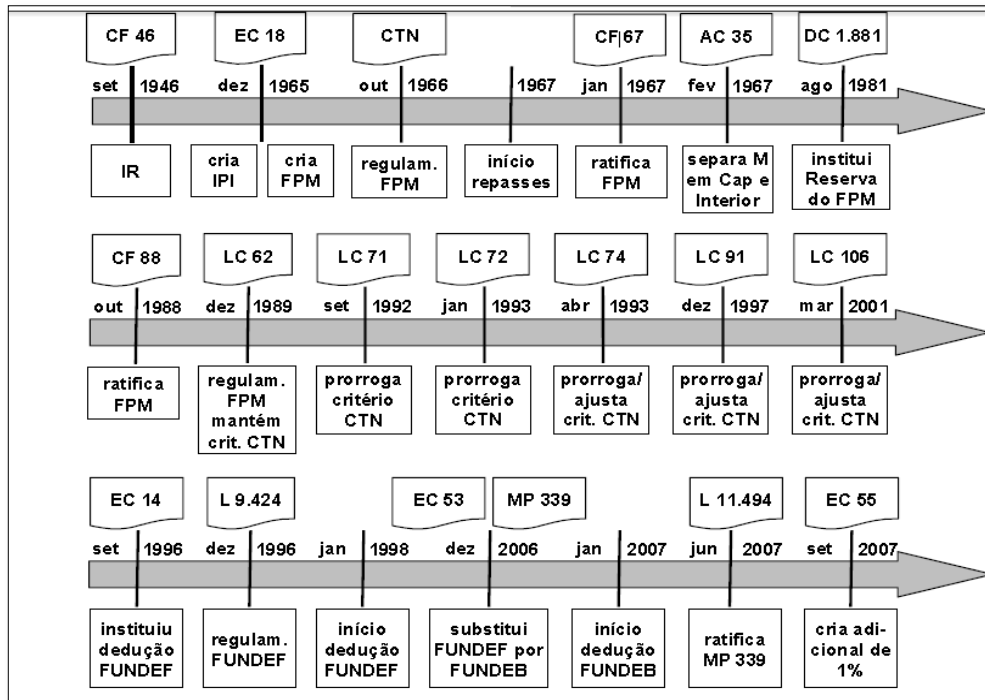 CF 46
EC 18
CTN
CF|67
AC 35
DC 1.881
set 1946
dez 1965
out 1966
1967
jan 1967
fev 1967
ago 1981
IR
cria
IPI
cria
FPM
regulam.
FPM
início
repasses
ratifica
FPM
separa M
em Cap e
Interior
institui
Reserva
do FPM
CF 88
LC 62
LC 71
LC 72
LC 74
LC 91
LC 106
out 1988
dez 1989
set 1992
jan 1993
abr 1993
dez 1997
mar 2001
ratifica
FPM
regulam.
FPM
mantém
crit. CTN
prorroga
critério
CTN
prorroga
critério
CTN
prorroga/
ajusta
crit. CTN
prorroga/
ajusta
crit. CTN
prorroga/
ajusta
crit. CTN
EC 14
L 9.424
EC 53
MP 339
L 11.494
EC 55
set 1996
dez 1996
jan 1998
dez 2006
jan 2007
jun 2007
set 2007
instituiu
dedução
FUNDEF
regulam.
FUNDEF
início
dedução
FUNDEF
substitui
FUNDEF por
FUNDEB
início
dedução
FUNDEB
ratifica
MP 339
cria adi-
cional de
1%